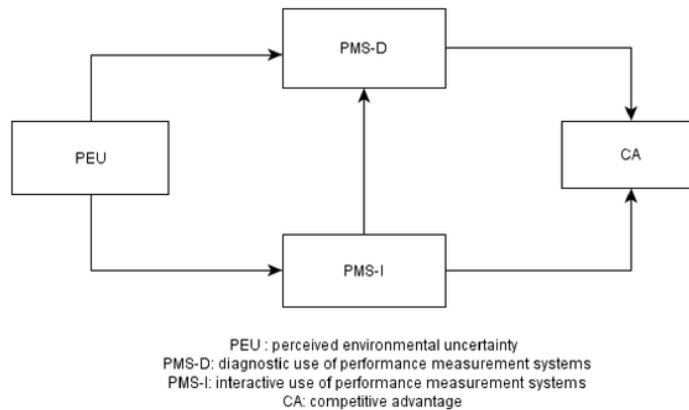 PMS-D
PEU
CA
PMS-I
PEU : perceived environmental uncertainty
PMS-D: diagnostic use of performance measurement systems
PMS-I: interactive use of performance measurement systems
CA: competitive advantage